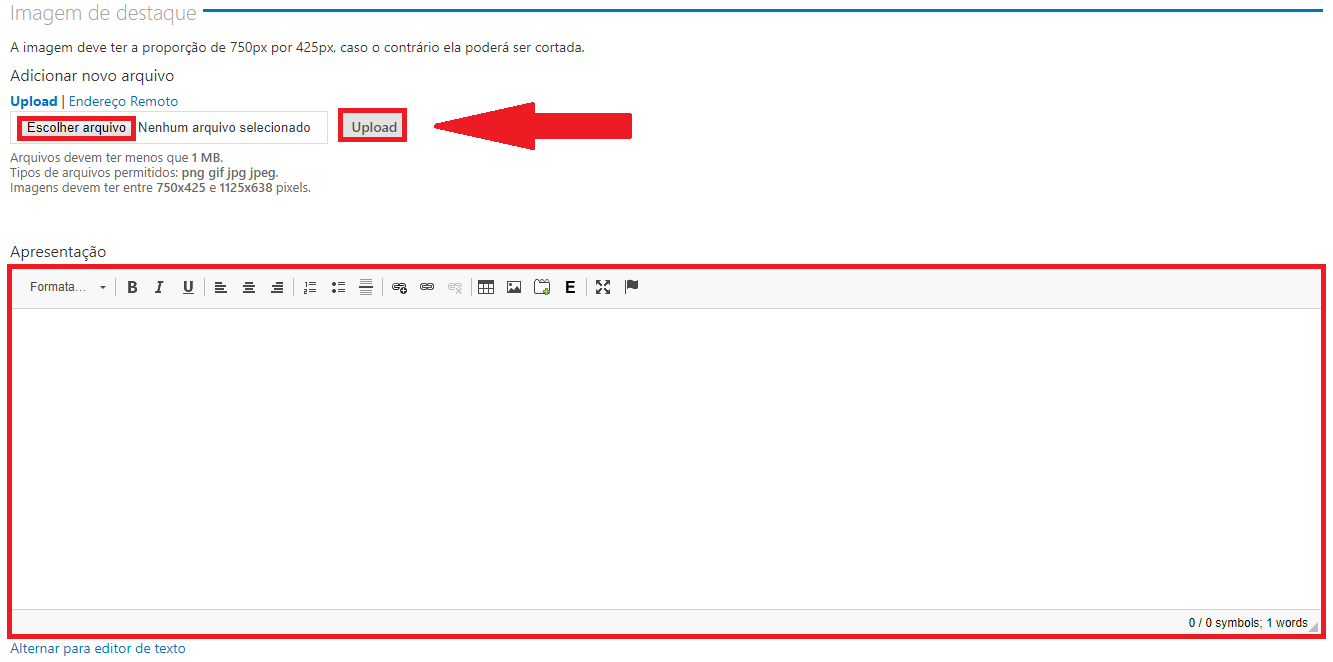 Imagem de destaque
A imagem deve ter a proporção de 750px por 425px, caso o contrário ela poderá ser cortada.
Adicionar novo arquivo
Upload | Endereço Remoto
Escolher arquivo Nenhum arquivo selecionado Upload
Arquivos devem ter menos que 1 MB.
Tipos de arquivos permitidos: png gif jpg jpeg.
Imagens devem ter entre 750x425 e 1125x638 pixels.
Apresentação
Formata... B I U E
0 / 0 symbols; 1 words
Alternar para editor de texto